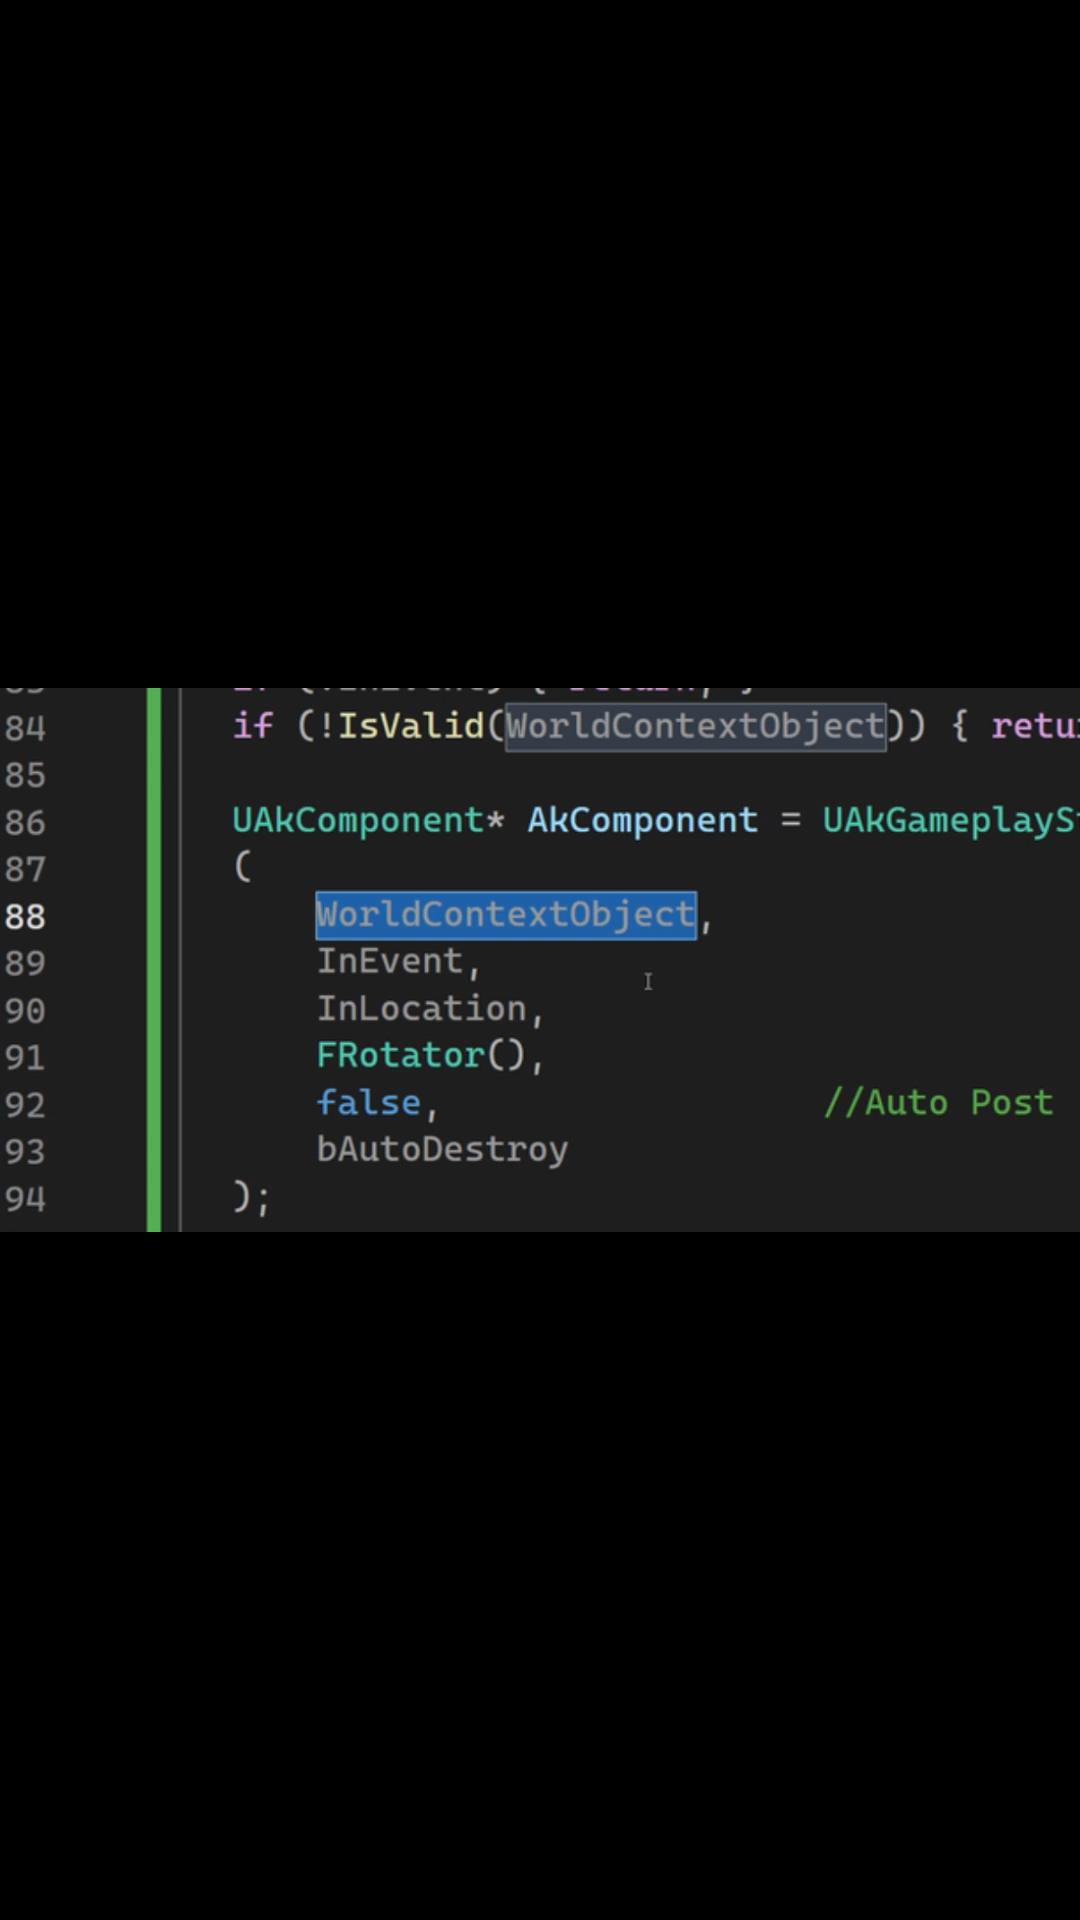 84 if (!IsValid(WorldContextObject)) { retu
85
86 UAkComponent* AkComponent = UAkGameplaySt
87 (
88 WorldContextObject,
89 InEvent,
90 InLocation,
91 FRotator(),
92 false, //Auto Post
93 bAutoDestroy
94 );